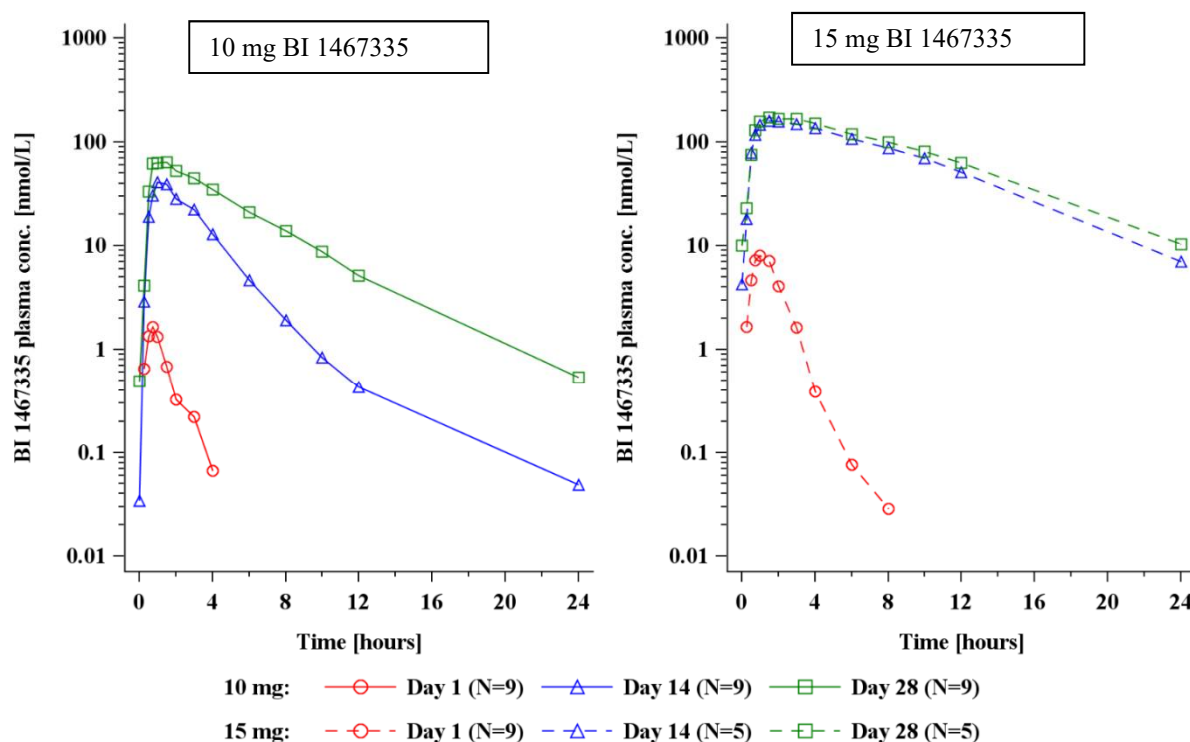 10 mg BI 1467335
15 mg BI 1467335
BI 1467335 plasma conc. [nmol/L]
1000
100
10
1
0.1
0.01
0 4 8 12 16 20 24
Time [hours]
BI 1467335 plasma conc. [nmol/L]
1000
100
10
1
0.1
0.01
0 4 8 12 16 20 24
Time [hours]
10 mg: Day 1 (N=9) Day 14 (N=9) Day 28 (N=9)
15 mg: Day 1 (N=9) Day 14 (N=5) Day 28 (N=5)